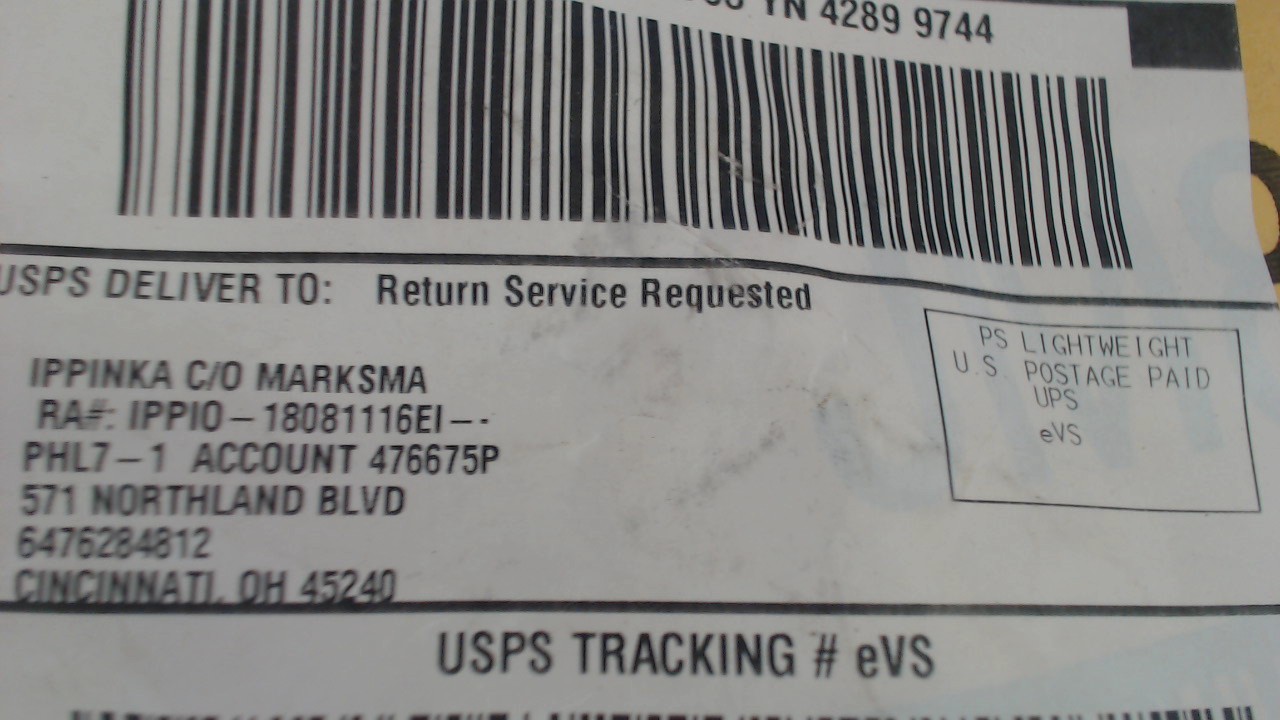 YN 4289 9744
USPS DELIVER TO: Return Service Requested
IPPINKA C/O MARKSMA
RA#: IPPIO-18081116EI--
PHL7-1 ACCOUNT 476675P
571 NORTHLAND BLVD
6476284812
CINCINNATI, OH 45240
PS LIGHTWEIGHT
U.S. POSTAGE PAID
UPS
eVS
USPS TRACKING # eVS